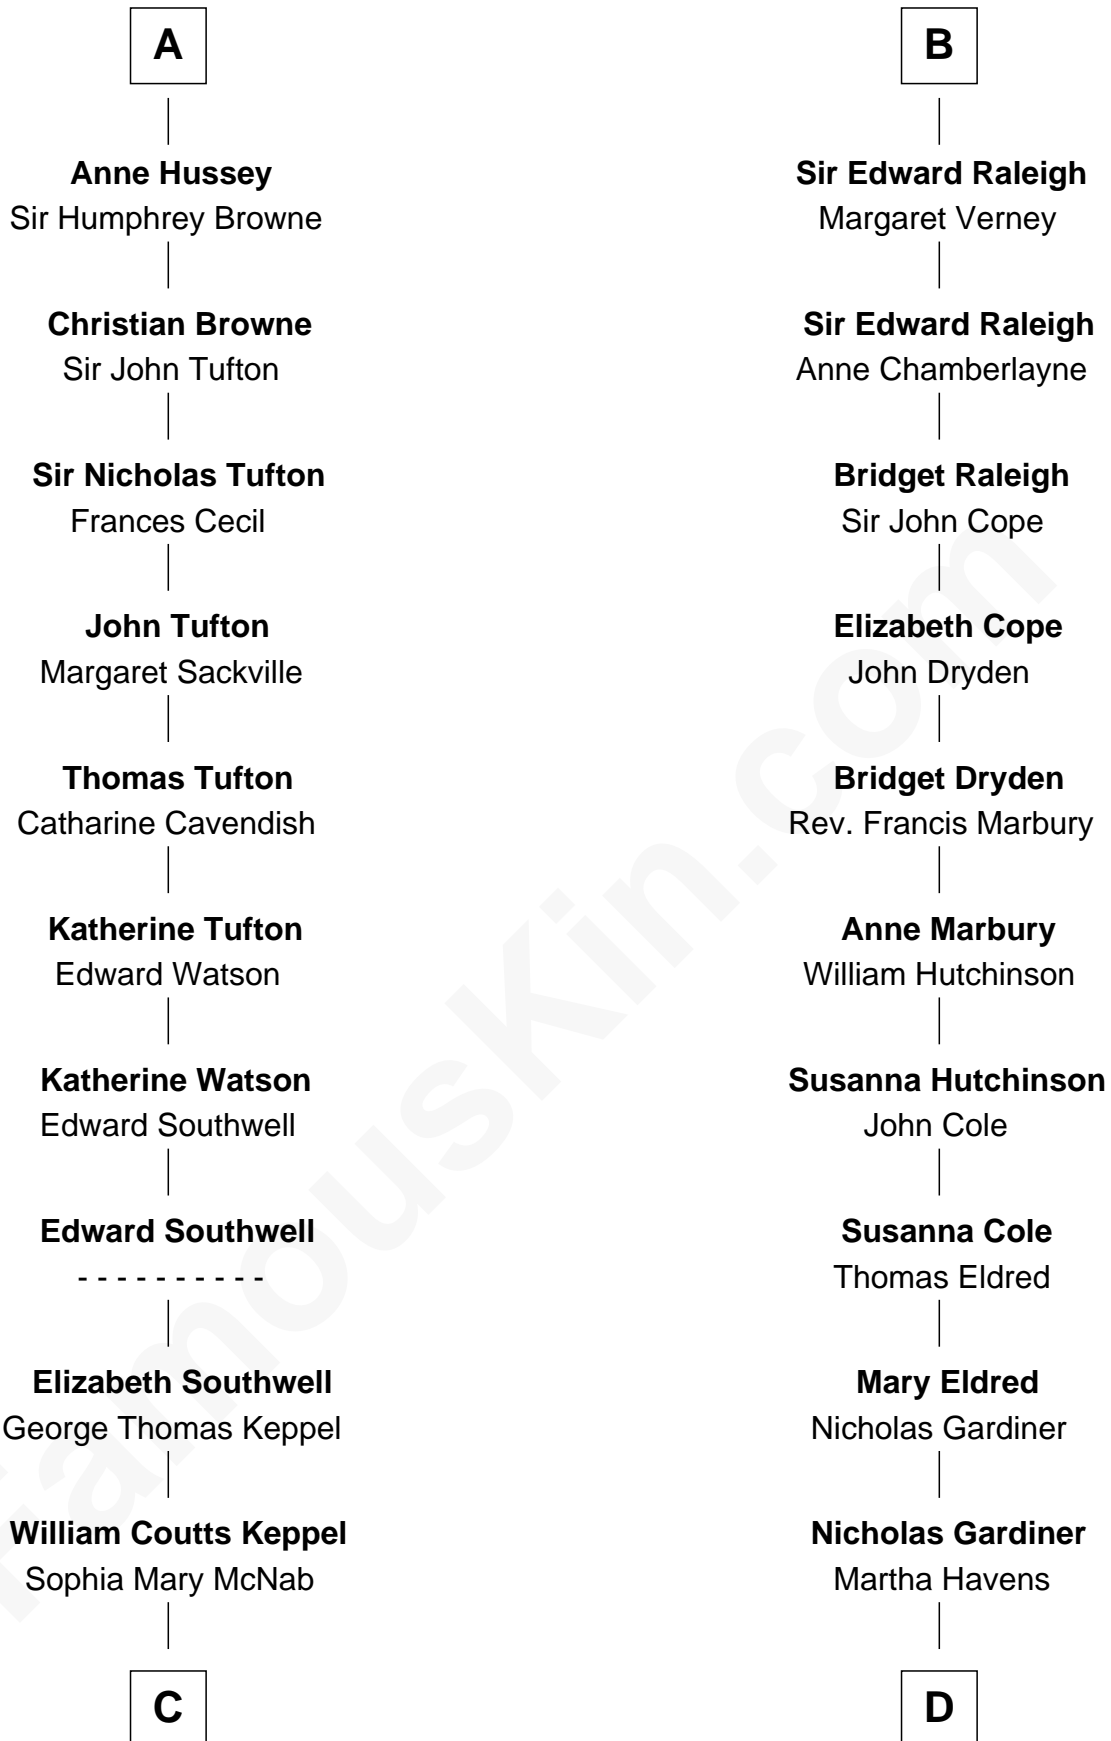 A
Anne Hussey
Sir Humphrey Browne
Christian Browne
Sir John Tufton
Sir Nicholas Tufton
Frances Cecil
John Tufton
Margaret Sackville
Thomas Tufton
Catharine Cavendish
Katherine Tufton
Edward Watson
Katherine Watson
Edward Southwell
Edward Southwell
- - - - - - - - - -
Elizabeth Southwell
George Thomas Keppel
William Coutts Keppel
Sophia Mary McNab
C
B
Sir Edward Raleigh
Margaret Verney
Sir Edward Raleigh
Anne Chamberlayne
Bridget Raleigh
Sir John Cope
Elizabeth Cope
John Dryden
Bridget Dryden
Rev. Francis Marbury
Anne Marbury
William Hutchinson
Susanna Hutchinson
John Cole
Susanna Cole
Thomas Eldred
Mary Eldred
Nicholas Gardiner
Nicholas Gardiner
Martha Havens
D
FamousKin.com